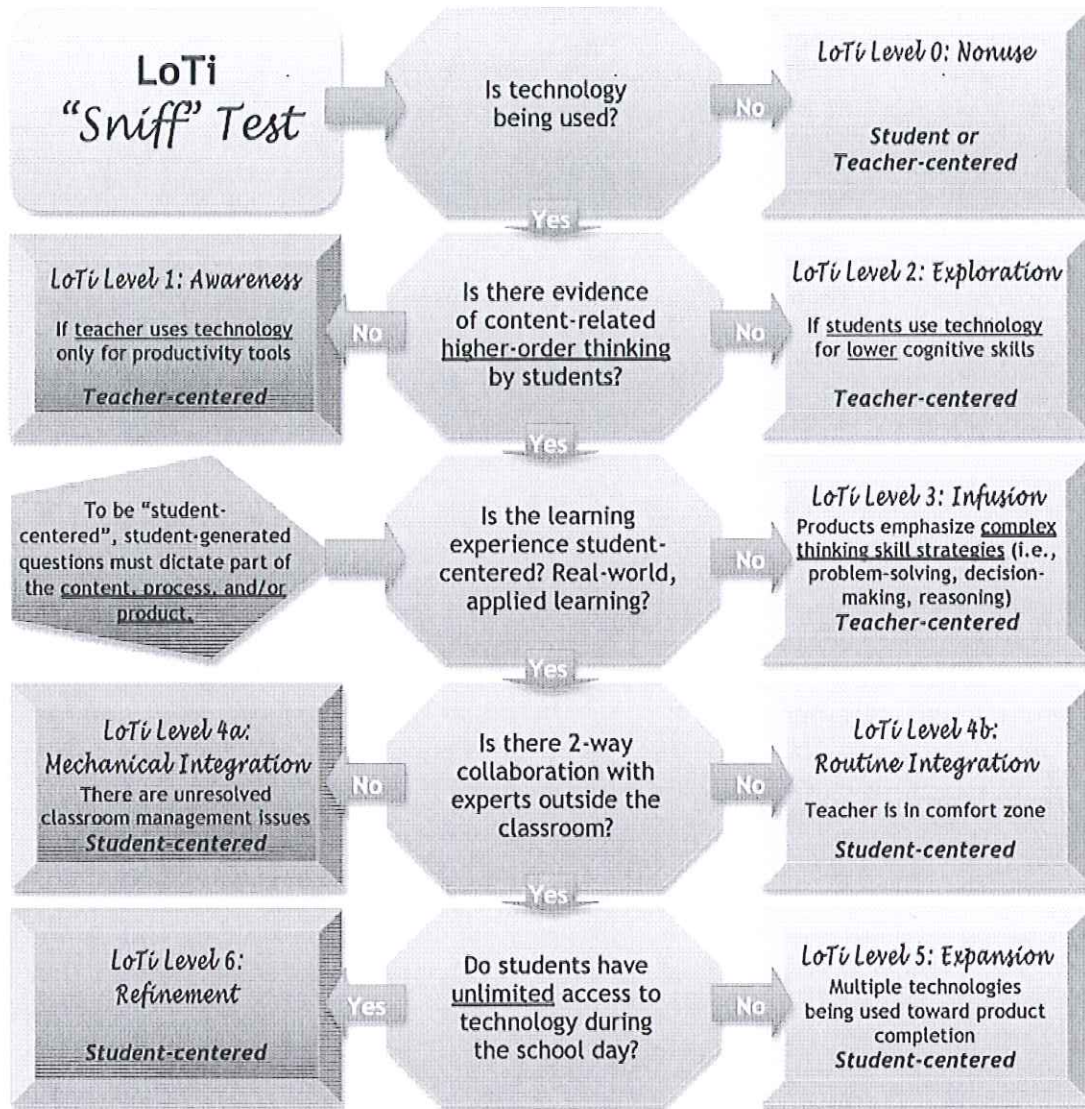 LoTi
“Sniff” Test
Is technology
being used?
No
LoTi Level 0: Nonuse
Student or
Teacher-centered
Yes
LoTi Level 1: Awareness
If teacher uses technology
only for productivity tools
Teacher-centered
No
Is there evidence
of content-related
higher-order thinking
by students?
No
LoTi Level 2: Exploration
If students use technology
for lower cognitive skills
Teacher-centered
Yes
To be “student-
centered”, student-generated
questions must dictate part of
the content, process, and/or
product.
Is the learning
experience student-
centered? Real-world,
applied learning?
LoTi Level 3: Infusion
Products emphasize complex
thinking skill strategies (i.e.,
problem-solving, decision-
making, reasoning)
Teacher-centered
Yes
LoTi Level 4a:
Mechanical Integration
There are unresolved
classroom management issues
Student-centered
No
Is there 2-way
collaboration with
experts outside the
classroom?
No
LoTi Level 4b:
Routine Integration
Teacher is in comfort zone
Student-centered
Yes
LoTi Level 6:
Refinement
Student-centered
Yes
Do students have
unlimited access to
technology during
the school day?
No
LoTi Level 5: Expansion
Multiple technologies
being used toward product
completion
Student-centered